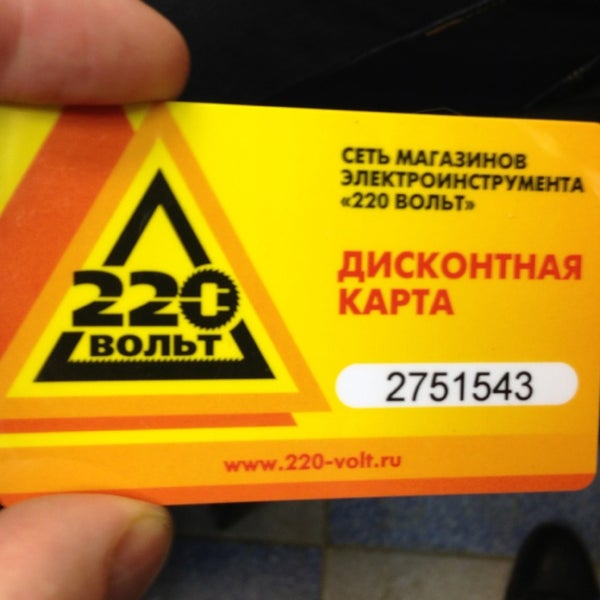 220
ВОЛЬТ
СЕТЬ МАГАЗИНОВ
ЭЛЕКТРОИНСТРУМЕНТА
«220 ВОЛЬТ»
ДИСКОНТНАЯ
КАРТА
2751543
www.220-volt.ru